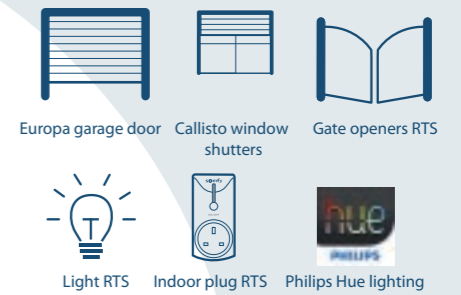 Europa garage door
Callisto window
shutters
Gate openers RTS
somfy
Light RTS
Indoor plug RTS
hue
PHILIPS
Philips Hue lighting